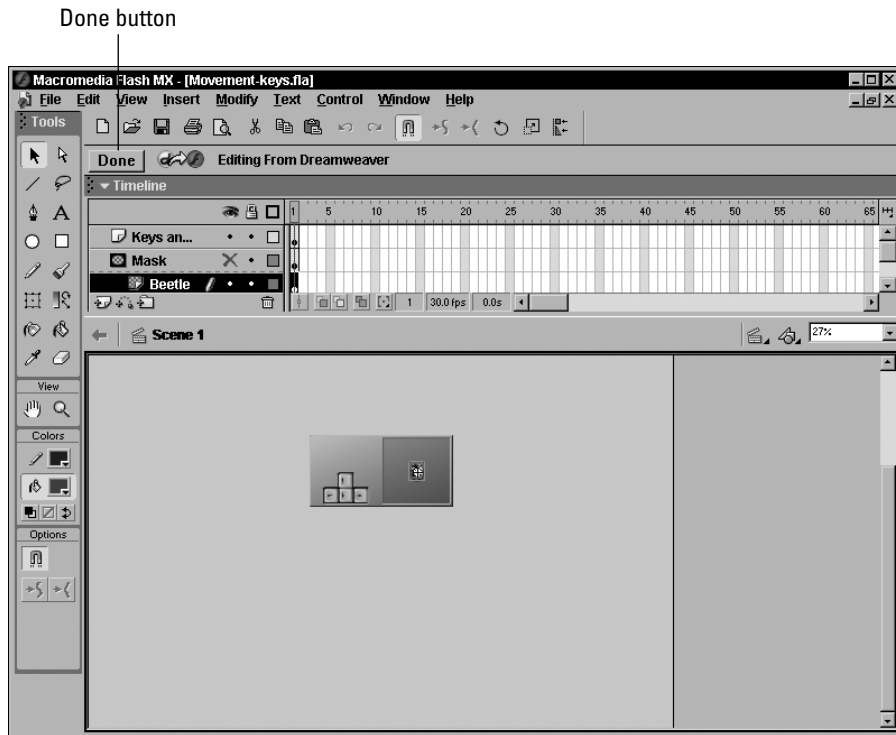 Done button
Macromedia Flash MX - [Movement-keys.fla]
File Edit View Insert Modify Text Control Window Help
Tools
Done Editing From Dreamweaver
Timeline
1 5 10 15 20 25 30 35 40 45 50 55 60 65
Keys an...
Mask
Beetle
1 30.0 fps 0.0s
Scene 1 27%
View
Colors
Options